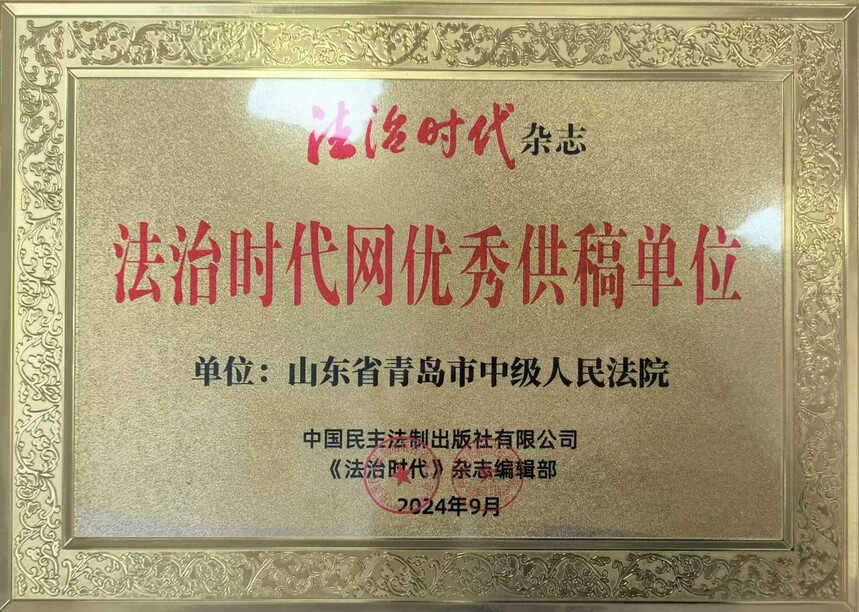 法治时代杂志
法治时代网优秀供稿单位
单位：山东省青岛市中级人民法院
中国民主法制出版社有限公司
《法治时代》杂志编辑部
2024年9月